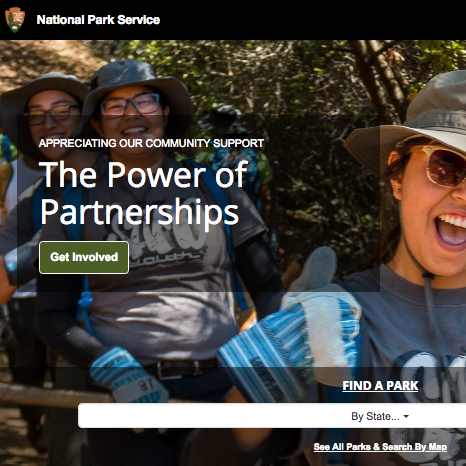 National Park Service
APPRECIATING OUR COMMUNITY SUPPORT
The Power of
Partnerships
Get Involved
FIND A PARK
By State...
See All Parks & Search By Map